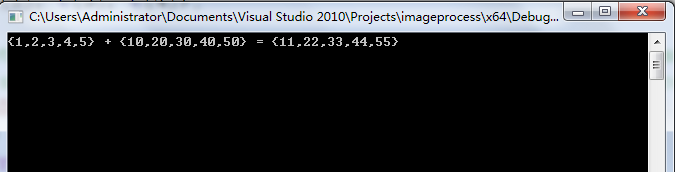 C:\Users\Administrator\Documents\Visual Studio 2010\Projects\imageprocess\x64\Debug...
{1,2,3,4,5} + {10,20,30,40,50} = {11,22,33,44,55}